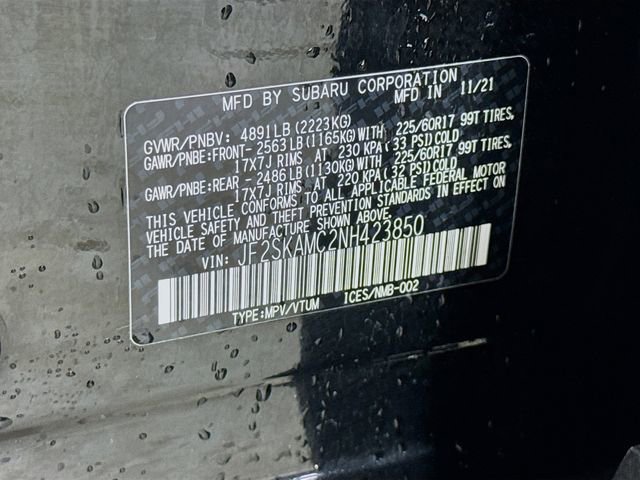 MFD BY SUBARU CORPORATION
MFD IN 11/21
GVWR/PNBV: 4891LB(2223KG)
GAWR/PNBE:FRONT- 2563LB(1165KG)WITH 225/60R17 99T TIRES,
17X7J RIMS AT 230 KPA(33 PSI)COLD
GAWR/PNBE:REAR - 2486LB(1130KG)WITH 225/60R17 99T TIRES,
17X7J RIMS AT 220 KPA(32 PSI)COLD
THIS VEHICLE CONFORMS TO ALL APPLICABLE FEDERAL MOTOR
VEHICLE SAFETY AND THEFT PREVENTION STANDARDS IN EFFECT ON
THE DATE OF MANUFACTURE SHOWN ABOVE.
VIN: JF2SKAMC2NH423850
TYPE:MPV/VTUM ICES/NMB-002